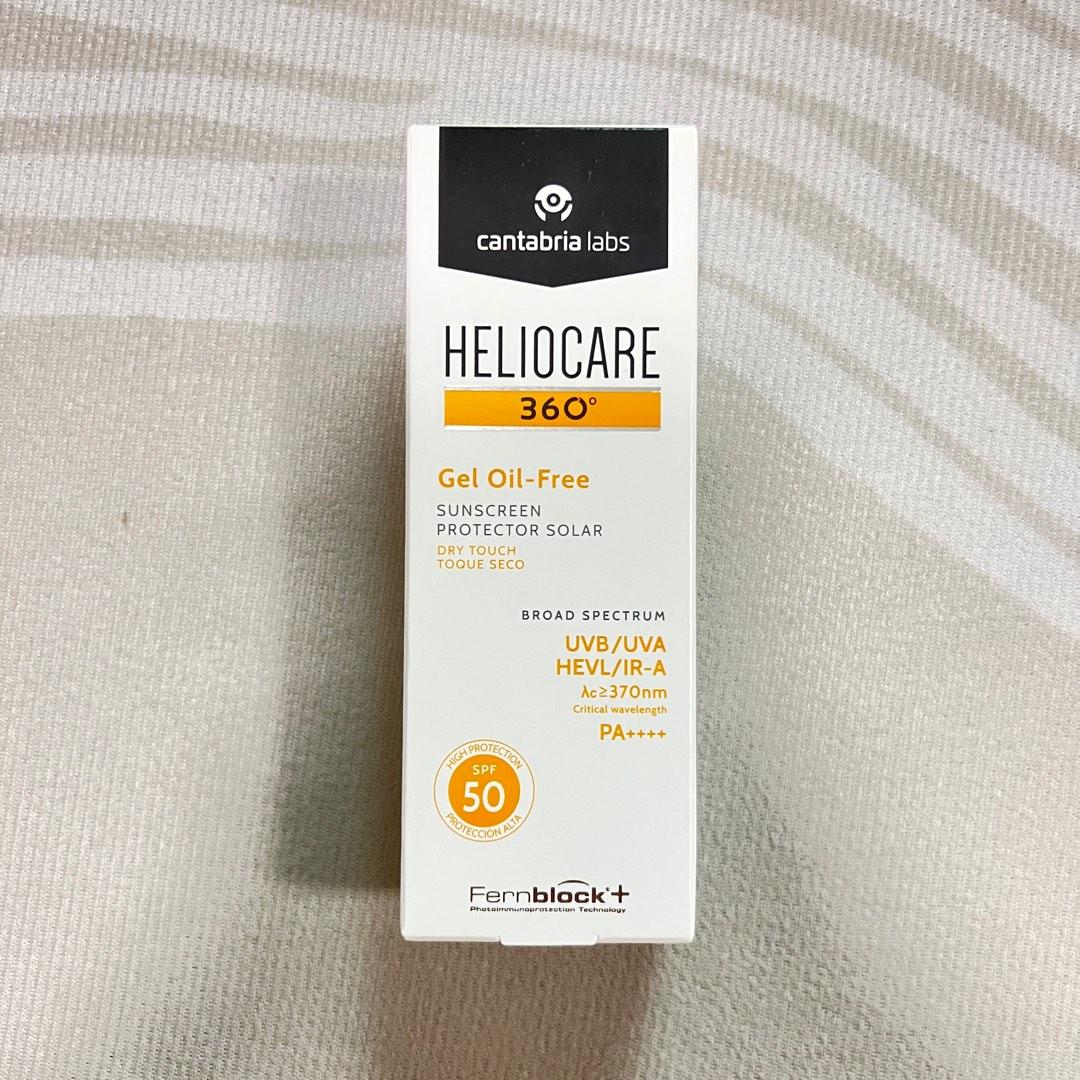 cantabria labs
HELIOCARE
360°
Gel Oil-Free
SUNSCREEN
PROTECTOR SOLAR
DRY TOUCH
TOQUE SECO
BROAD SPECTRUM
UVB/UVA
HEVL/IR-A
λc≥370nm
Critical wavelength
PA++++
HIGH PROTECTION
SPF
50
PROTECCIÓN ALTA
Fernblock®+
Photoimmunoprotection Technology